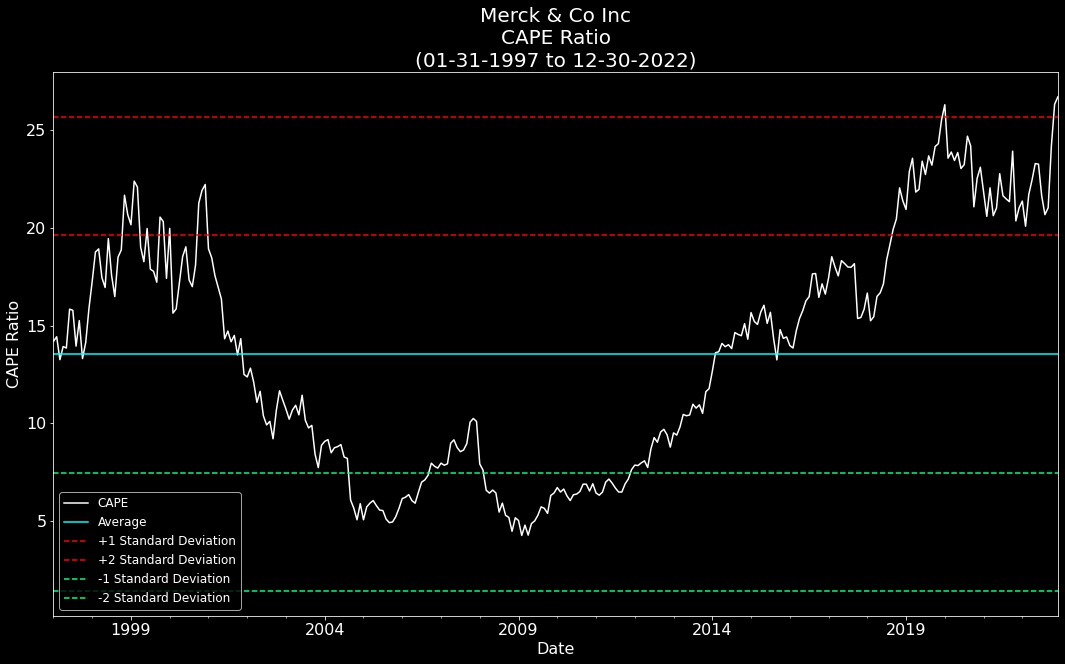 Merck & Co Inc
CAPE Ratio
(01-31-1997 to 12-30-2022)
CAPE Ratio
25
20
15
10
5
CAPE
Average
+1 Standard Deviation
+2 Standard Deviation
-1 Standard Deviation
-2 Standard Deviation
1999 2004 2009 2014 2019
Date